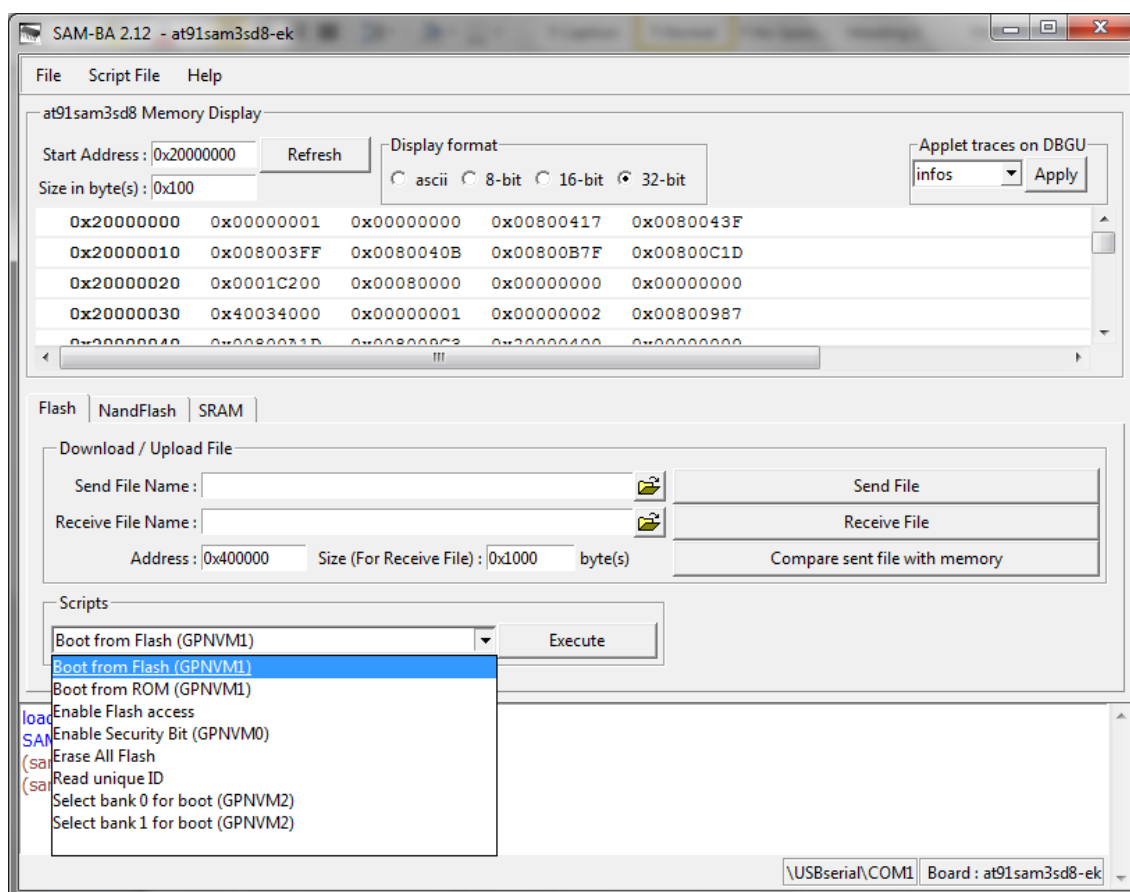 SAM-BA 2.12 - at91sam3sd8-ek
File Script File Help
at91sam3sd8 Memory Display
Start Address : 0x20000000 Refresh
Size in byte(s) : 0x100
Display format
ascii 8-bit 16-bit 32-bit
Applet traces on DBGU
infos Apply
0x20000000 0x00000001 0x00000000 0x00800417 0x0080043F
0x20000010 0x008003FF 0x0080040B 0x00800B7F 0x00800C1D
0x20000020 0x0001C200 0x00080000 0x00000000 0x00000000
0x20000030 0x40034000 0x00000001 0x00000002 0x00800987
0x20000040 0x00800A1D 0x008009C3 0x20000400 0x00000000
Flash NandFlash SRAM
Download / Upload File
Send File Name : Send File
Receive File Name : Receive File
Address : 0x400000 Size (For Receive File) : 0x1000 byte(s) Compare sent file with memory
Scripts
Boot from Flash (GPNVM1) Execute
Boot from Flash (GPNVM1)
Boot from ROM (GPNVM1)
Enable Flash access
Enable Security Bit (GPNVM0)
Erase All Flash
Read unique ID
Select bank 0 for boot (GPNVM2)
Select bank 1 for boot (GPNVM2)
\USBserial\COM1 Board : at91sam3sd8-ek